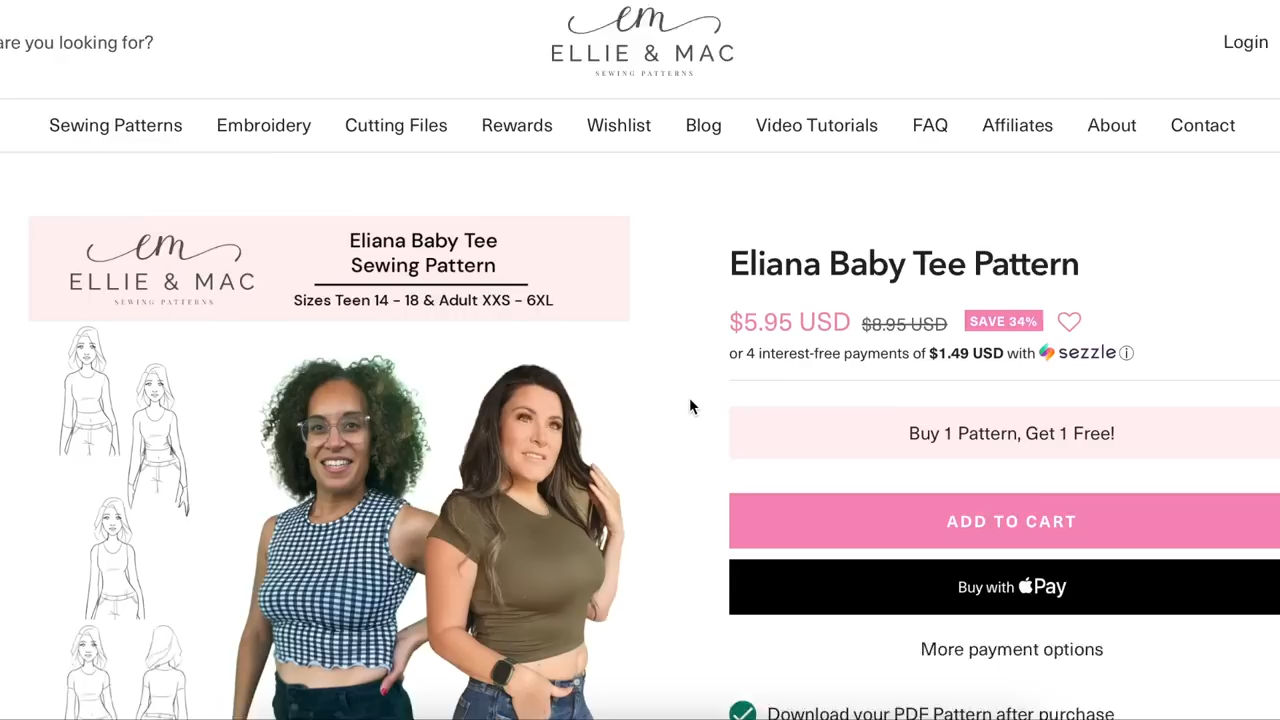 are you looking for?
em
ELLIE & MAC
SEWING PATTERNS
Login
Sewing Patterns Embroidery Cutting Files Rewards Wishlist Blog Video Tutorials FAQ Affiliates About Contact
em
ELLIE & MAC
SEWING PATTERNS
Eliana Baby Tee
Sewing Pattern
Sizes Teen 14 - 18 & Adult XXS - 6XL
Eliana Baby Tee Pattern
$5.95 USD $8.95 USD SAVE 34%
or 4 interest-free payments of $1.49 USD with sezzle
Buy 1 Pattern, Get 1 Free!
ADD TO CART
Buy with Pay
More payment options
Download your PDF Pattern after purchase